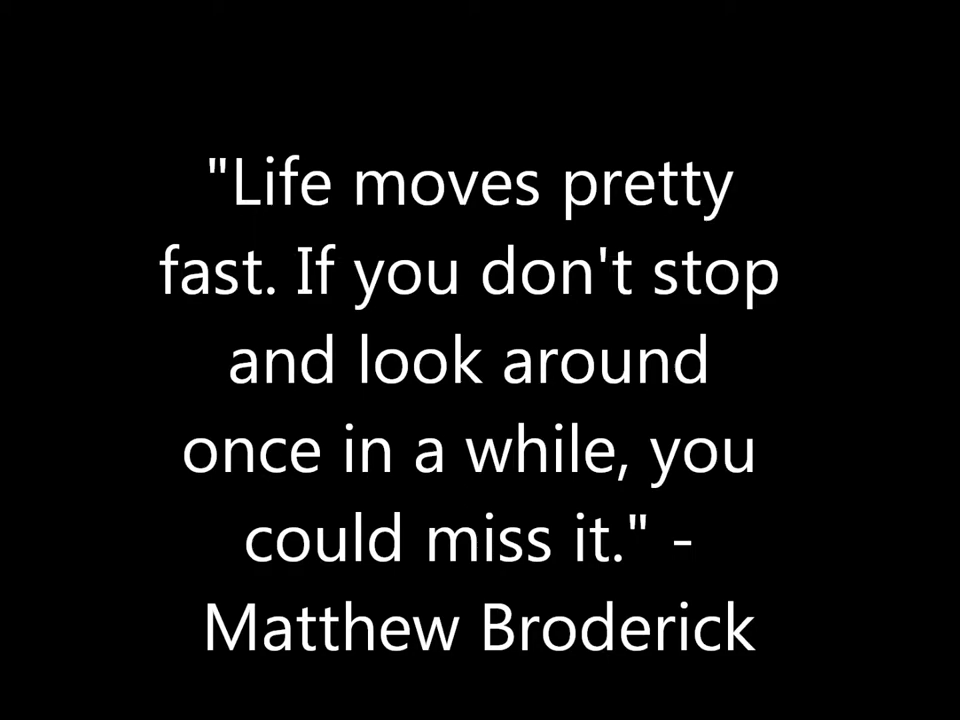 "Life moves pretty
fast. If you don't stop
and look around
once in a while, you
could miss it." -
Matthew Broderick